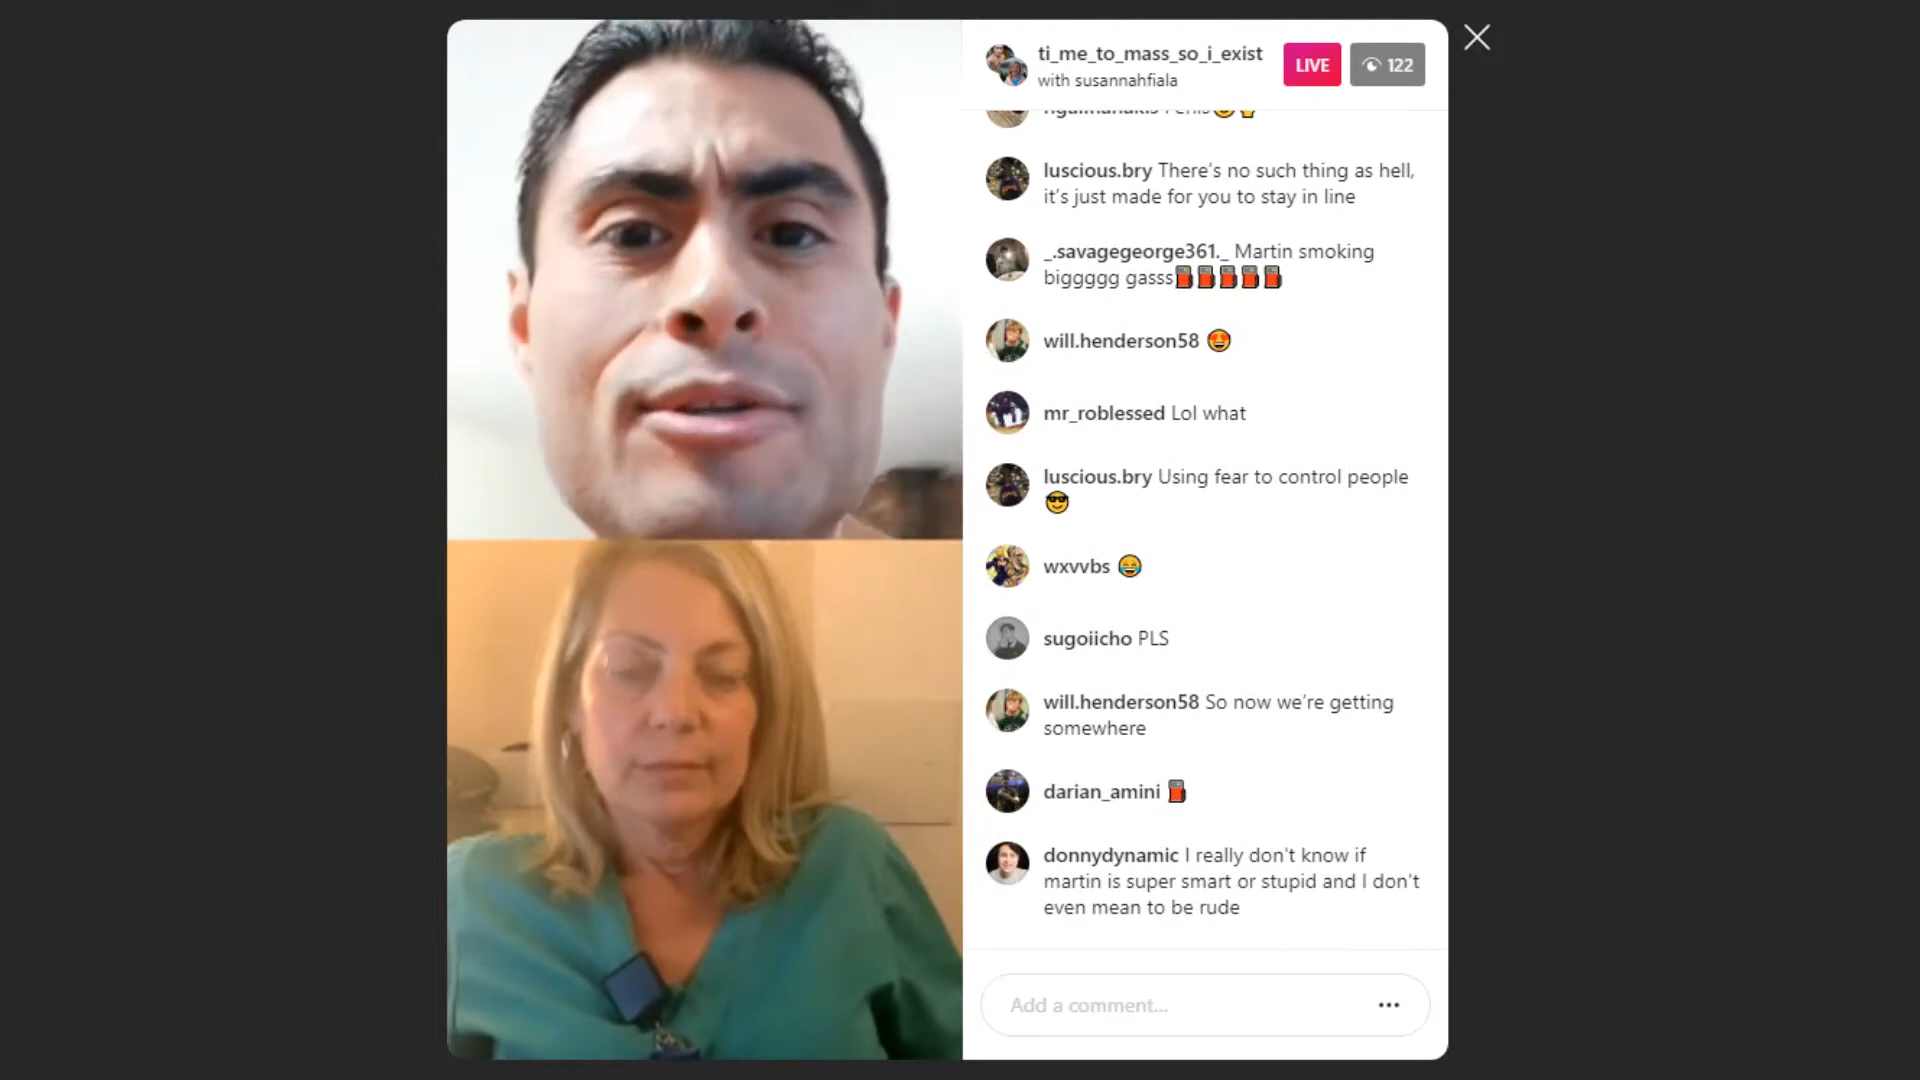 ti_me_to_mass_so_i_exist
with susannahfiala
LIVE
122
luscious.bry There's no such thing as hell,
it's just made for you to stay in line
_.savagegeorge361._ Martin smoking
bigggg gasss⛽⛽⛽⛽⛽
will.henderson58 😍
mr_roblessed Lol what
luscious.bry Using fear to control people
😎
wxvvbs 😂
sugoiicho PLS
will.henderson58 So now we're getting
somewhere
darian_amini ⛽
donnydynamic I really don't know if
martin is super smart or stupid and I don't
even mean to be rude
Add a comment...